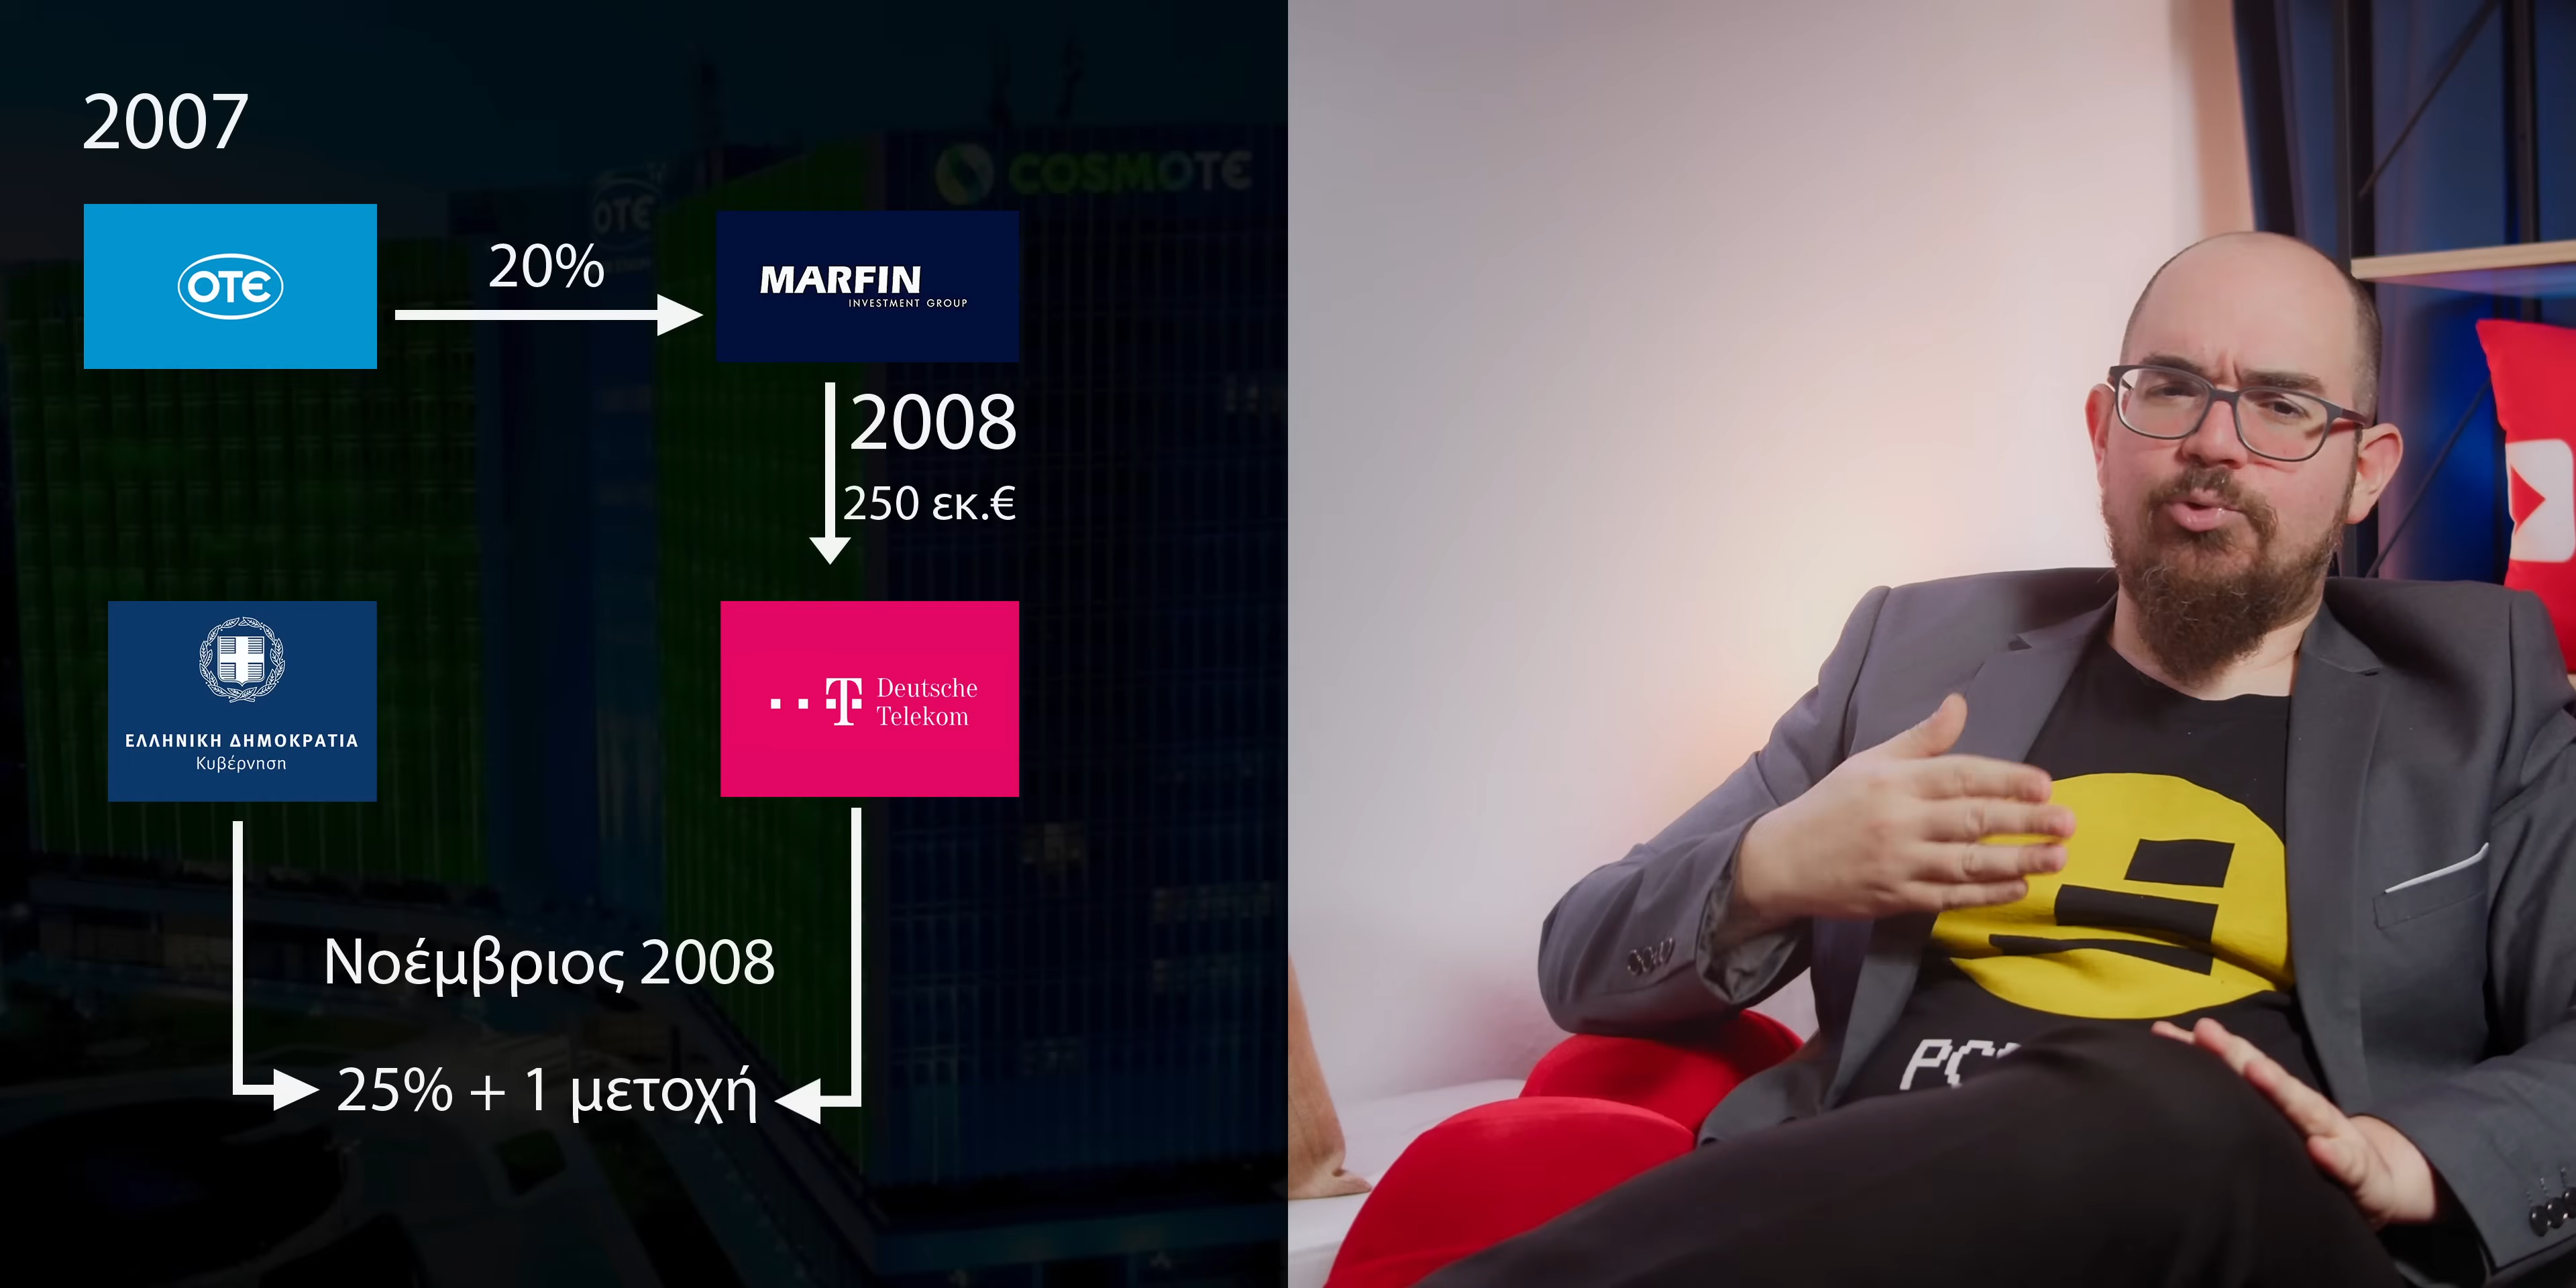 2007
OTE
20%
MARFIN
INVESTMENT GROUP
COSMOTE
OTE
2008
250 εκ.€
ΕΛΛΗΝΙΚΗ ΔΗΜΟΚΡΑΤΙΑ
Κυβέρνηση
T Deutsche
Telekom
Νοέμβριος 2008
25% + 1 μετοχή